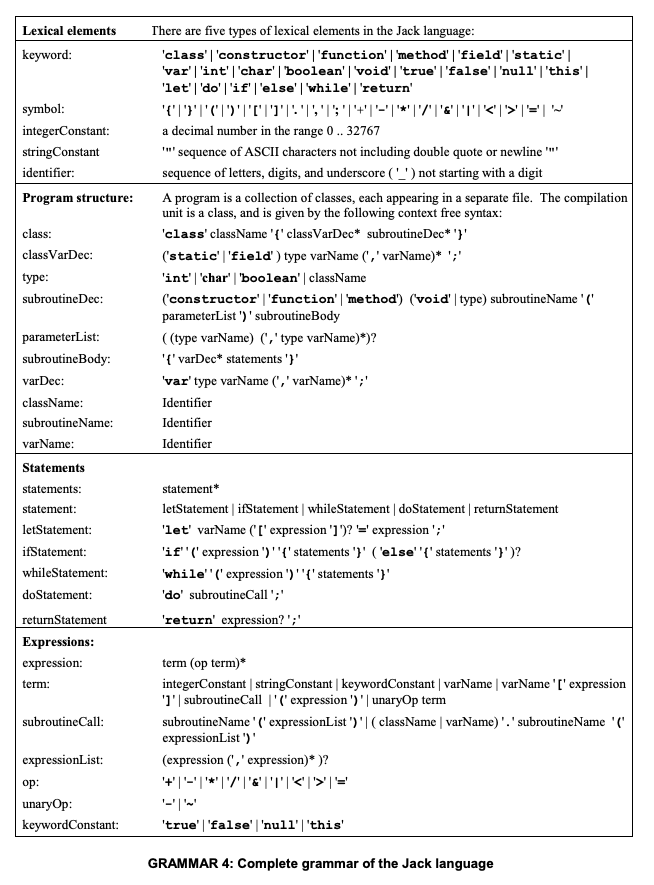 Lexical elements There are five types of lexical elements in the Jack language:
keyword: 'class'|'constructor'|'function'|'method'|'field'|'static'|
'var'|'int'|'char'|'boolean'|'void'|'true'|'false'|'null'|'this'|
'let'|'do'|'if'|'else'|'while'|'return'
symbol: '{'|'}'|'('|')'|'['|']'|'.'|','|';'|'+'|'-'|'*'|'/'|'&'|'|'|'<'|'>'|'='| '~'
integerConstant: a decimal number in the range 0 .. 32767
stringConstant '"' sequence of ASCII characters not including double quote or newline '"'
identifier: sequence of letters, digits, and underscore ( '_' ) not starting with a digit
Program structure: A program is a collection of classes, each appearing in a separate file. The compilation
unit is a class, and is given by the following context free syntax:
class: 'class' className '{' classVarDec* subroutineDec* '}'
classVarDec: ('static'|'field' ) type varName (',' varName)* ';'
type: 'int'|'char'|'boolean'| className
subroutineDec: ('constructor'|'function'|'method') ('void' | type) subroutineName '('
parameterList ')' subroutineBody
parameterList: ( (type varName) (',' type varName)*)?
subroutineBody: '{' varDec* statements '}'
varDec: 'var' type varName (',' varName)* ';'
className: Identifier
subroutineName: Identifier
varName: Identifier
Statements
statements: statement*
statement: letStatement | ifStatement | whileStatement | doStatement | returnStatement
letStatement: 'let' varName ('[' expression ']')? '=' expression ';'
ifStatement: 'if' '(' expression ')' '{' statements '}' ( 'else' '{' statements '}' )?
whileStatement: 'while' '(' expression ')' '{' statements '}'
doStatement: 'do' subroutineCall ';'
returnStatement 'return' expression? ';'
Expressions:
expression: term (op term)*
term: integerConstant | stringConstant | keywordConstant | varName | varName '[' expression
']' | subroutineCall | '(' expression ')' | unaryOp term
subroutineCall: subroutineName '(' expressionList ')' | ( className | varName) '.' subroutineName '('
expressionList ')'
expressionList: (expression (',' expression)* )?
op: '+'|'-'|'*'|'/'|'&'|'|'|'<'|'>'|'='
unaryOp: '-'|'~'
keywordConstant: 'true'|'false'|'null'|'this'
GRAMMAR 4: Complete grammar of the Jack language